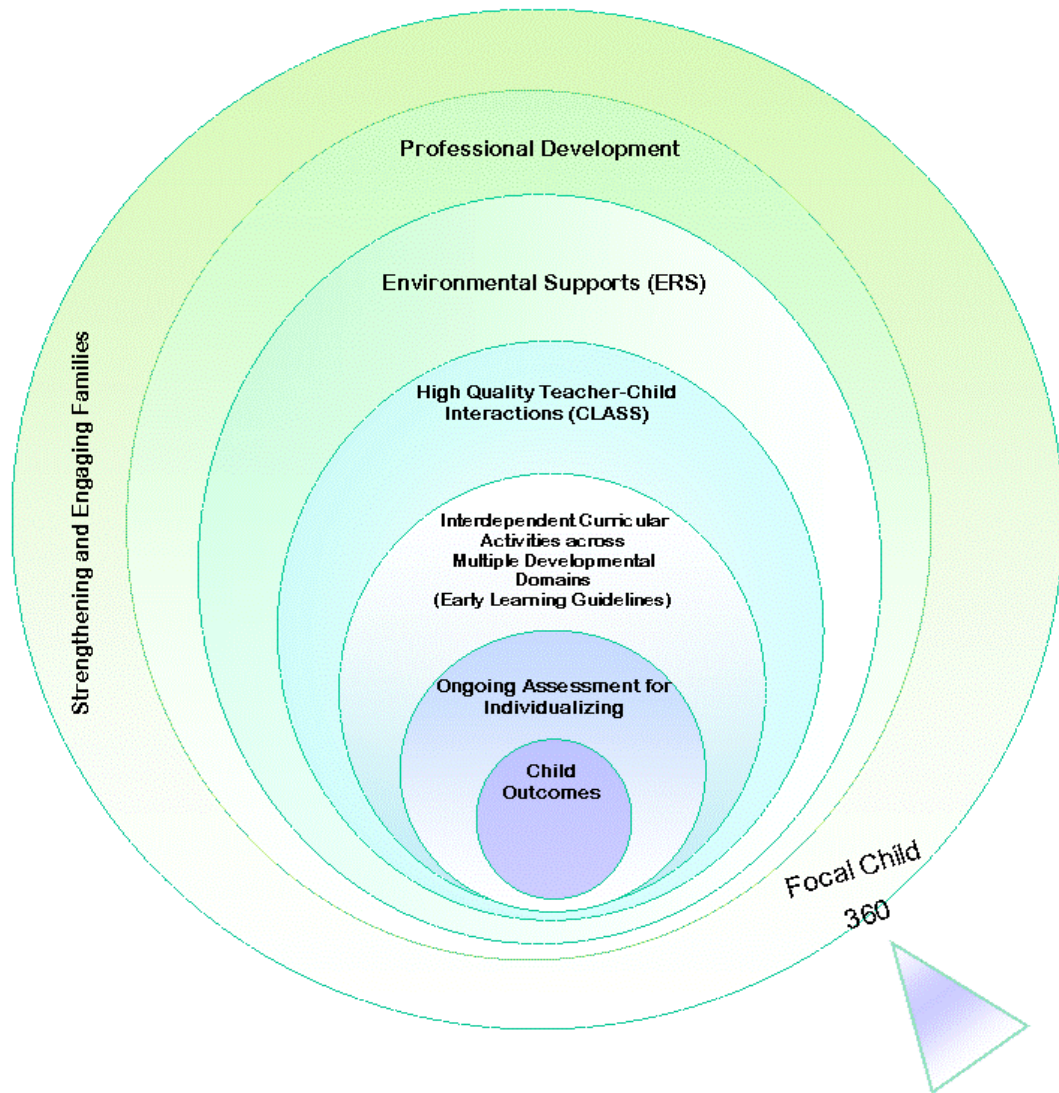 Professional Development
Environmental Supports (ERS)
Strengthening and Engaging Families
High Quality Teacher-Child
Interactions (CLASS)
Interdependent Curricular
Activities across
Multiple Developmental
Domains
(Early Learning Guidelines)
Ongoing Assessment for
Individualizing
Child
Outcomes
Focal Child
360